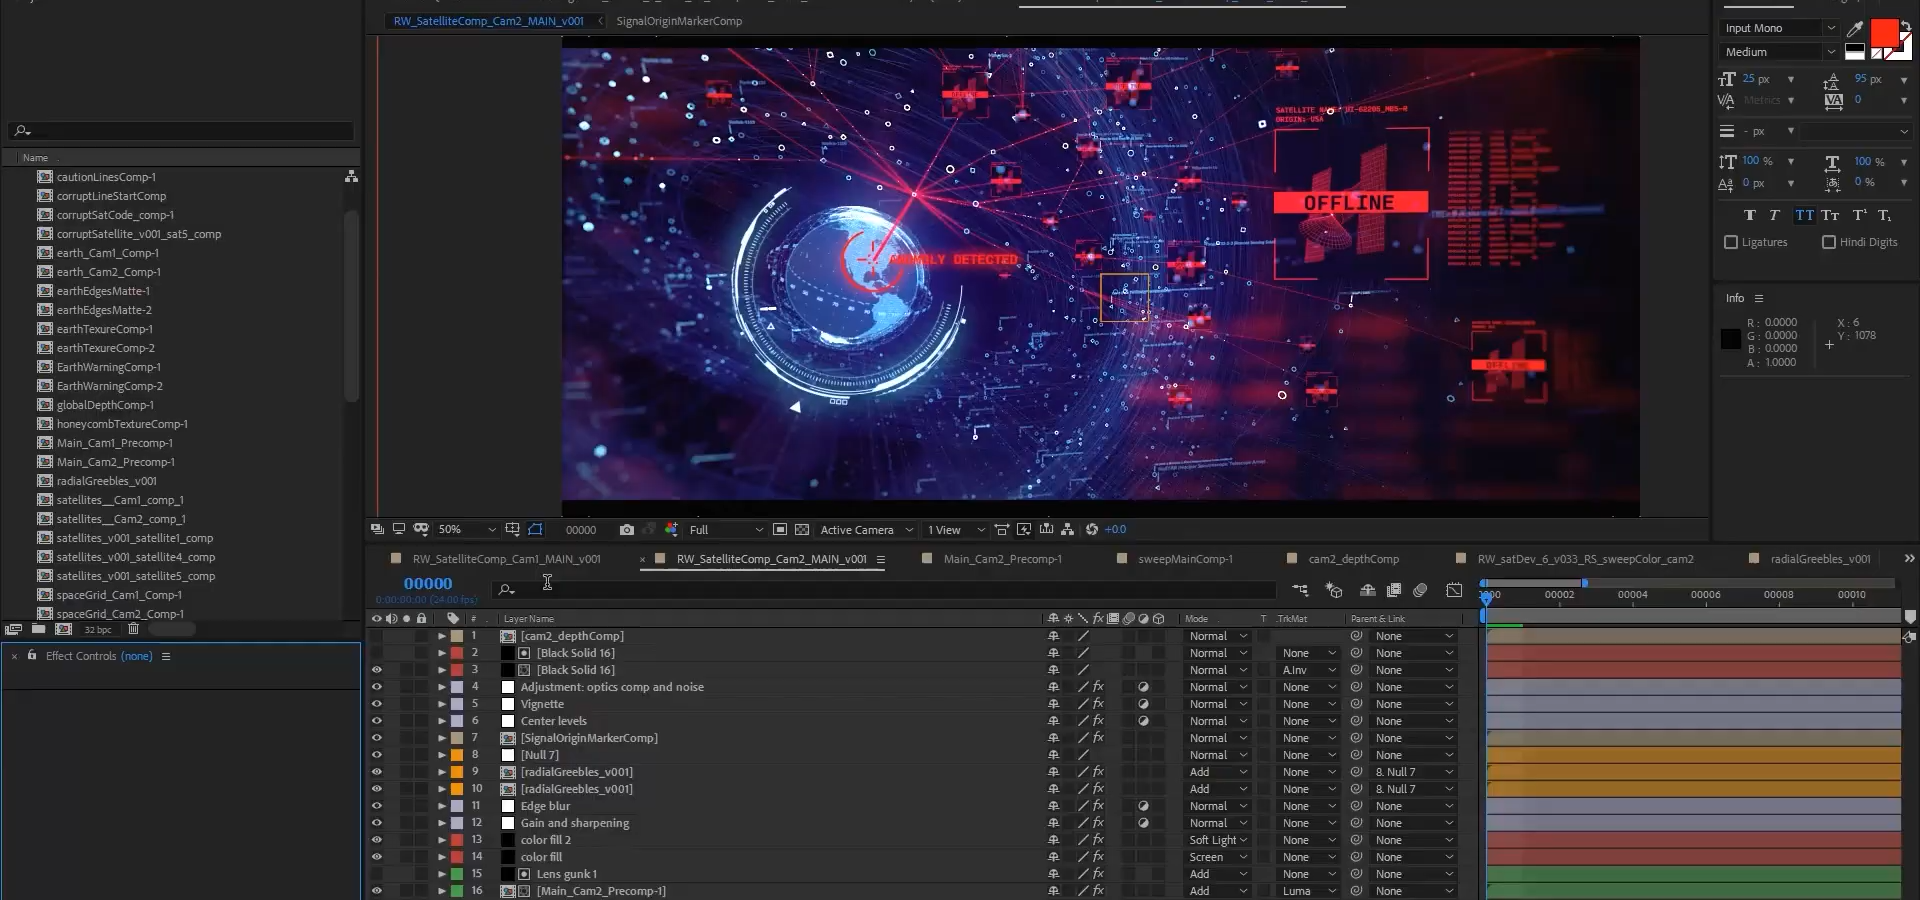 RW_SatelliteComp_Cam2_MAIN_v001 < SignalOriginMarkerComp
Name
cautionLinesComp-1
corruptLineStartComp
corruptSatCode_comp-1
corruptSatellite_v001_sat5_comp
earth_Cam1_Comp-1
earth_Cam2_Comp-1
earthEdgesMatte-1
earthEdgesMatte-2
earthTexureComp-1
earthTexureComp-2
EarthWarningComp-1
EarthWarningComp-2
globalDepthComp-1
honeycombTextureComp-1
Main_Cam1_Precomp-1
Main_Cam2_Precomp-1
radialGreebles_v001
satellites__Cam1_comp_1
satellites__Cam2_comp_1
satellites_v001_satellite1_comp
satellites_v001_satellite4_comp
satellites_v001_satellite5_comp
spaceGrid_Cam1_Comp-1
spaceGrid_Cam2_Comp-1
32 bpc
Effect Controls (none)
ORIGIN: USA
OFFLINE
DETECTED
OFFLINE
50% 00000 Full Active Camera 1 View +0.0
Input Mono
Medium
25 px 95 px
Metrics 0
- px
100 % 100 %
0 px 0 %
Ligatures Hindi Digits
Info
R: 0.0000 X: 6
G: 0.0000 Y: 1078
B: 0.0000
A: 1.0000
RW_SatelliteComp_Cam1_MAIN_v001 × RW_SatelliteComp_Cam2_MAIN_v001 Main_Cam2_Precomp-1 sweepMainComp-1 cam2_depthComp RW_satDev_6_v033_RS_sweepColor_cam2 radialGreebles_v001 »
00000
0:00:00:00 (24.00 fps)
00002 00004 00006 00008 00010
# Layer Name Mode T .TrkMat Parent & Link
1 [cam2_depthComp] Normal None
2 [Black Solid 16] Normal None None
3 [Black Solid 16] Normal A.Inv None
4 Adjustment: optics comp and noise Normal None None
5 Vignette Normal None None
6 Center levels Normal None None
7 [SignalOriginMarkerComp] Normal None None
8 [Null 7] Normal None None
9 [radialGreebles_v001] Add None 8. Null 7
10 [radialGreebles_v001] Add None 8. Null 7
11 Edge blur Normal None None
12 Gain and sharpening Normal None None
13 color fill 2 Soft Light None None
14 color fill Screen None None
15 Lens gunk 1 Add None None
16 [Main_Cam2_Precomp-1] Add Luma None